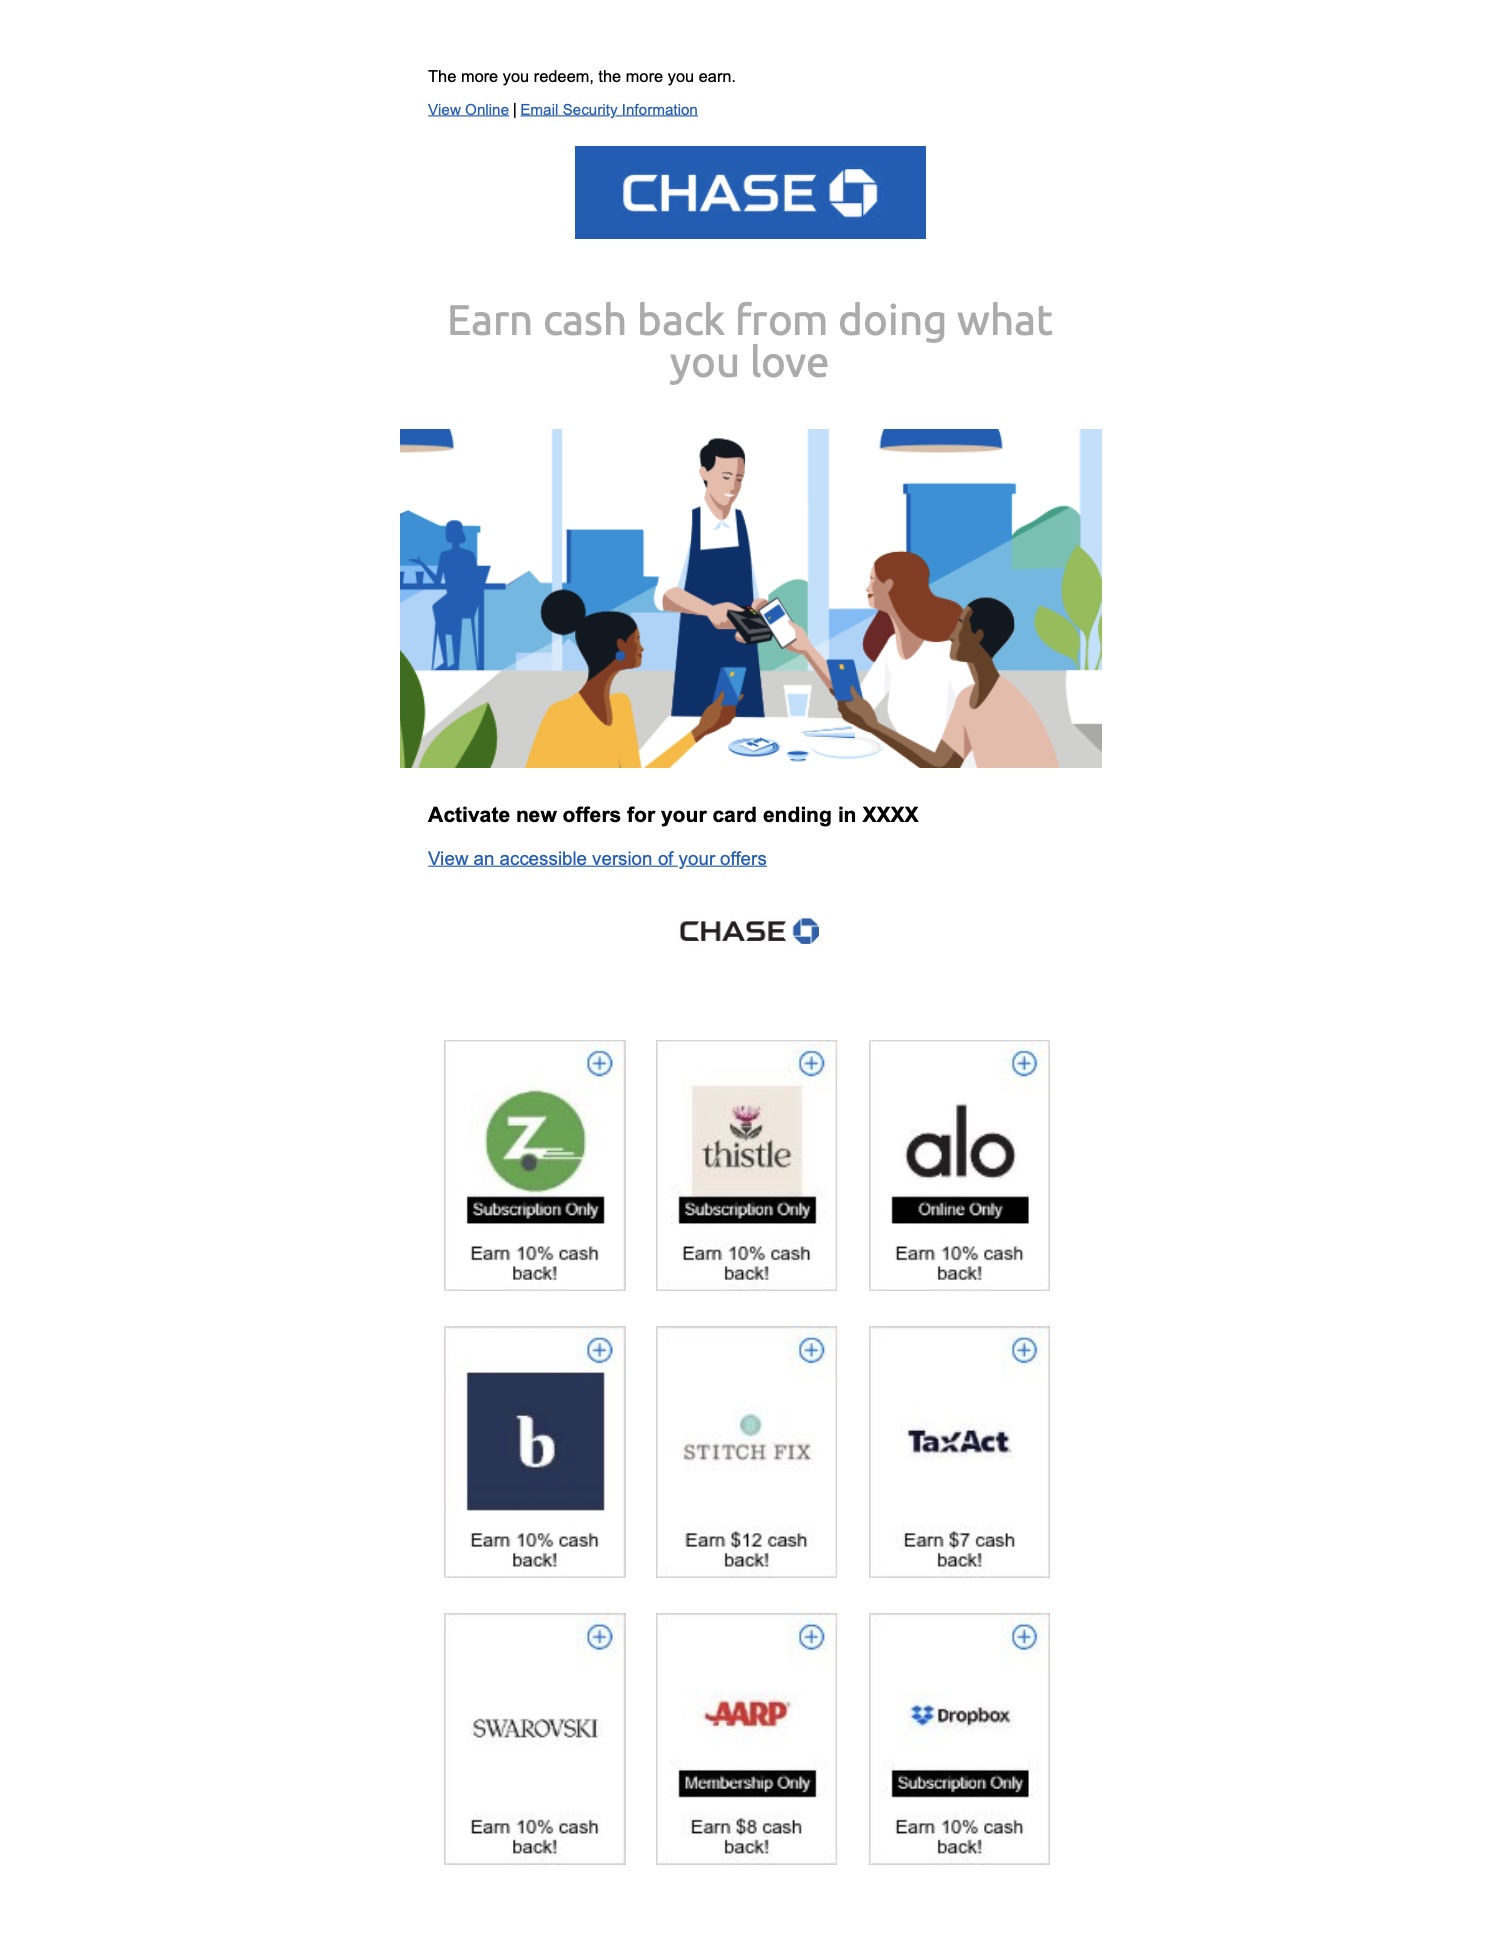 The more you redeem, the more you earn.
View Online | Email Security Information
CHASE
Earn cash back from doing what
you love
Activate new offers for your card ending in XXXX
View an accessible version of your offers
CHASE
Z
Subscription Only
Earn 10% cash
back!
thistle
Subscription Only
Earn 10% cash
back!
alo
Online Only
Earn 10% cash
back!
b
Earn 10% cash
back!
STITCH FIX
Earn $12 cash
back!
TaxAct
Earn $7 cash
back!
SWAROVSKI
Earn 10% cash
back!
AARP
Membership Only
Earn $8 cash
back!
Dropbox
Subscription Only
Earn 10% cash
back!